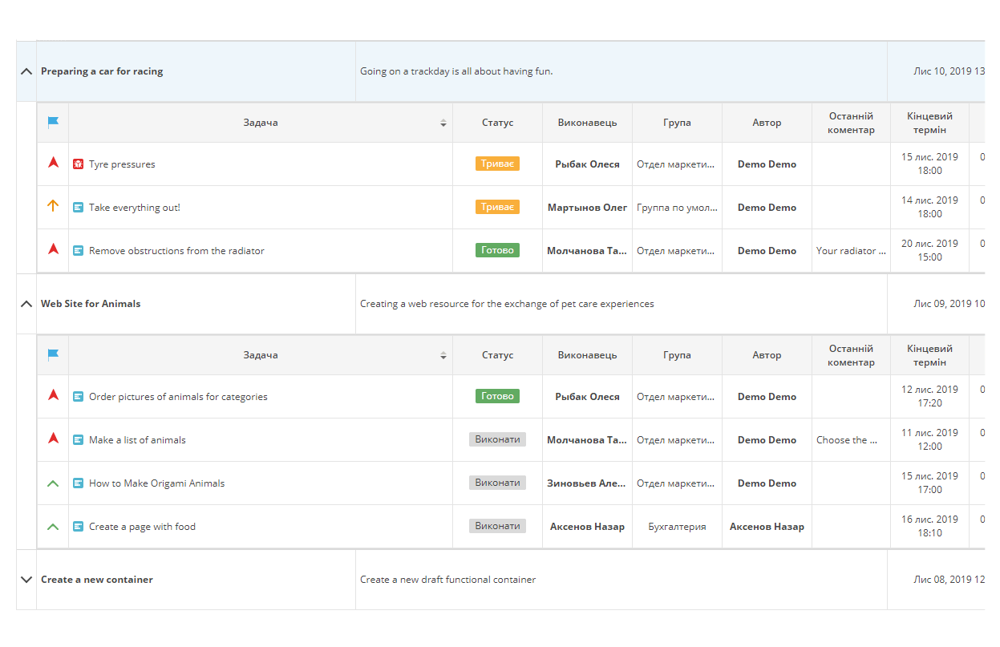 Preparing a car for racing Going on a trackday is all about having fun. Лис 10, 2019 13
Задача Статус Виконавець Група Автор Останній коментар Кінцевий термін
Tyre pressures Триває Рыбак Олеся Отдел маркети... Demo Demo 15 лис. 2019 18:00 0
Take everything out! Триває Мартынов Олег Группа по умол... Demo Demo 14 лис. 2019 18:00 0
Remove obstructions from the radiator Готово Молчанова Та... Отдел маркети... Demo Demo Your radiator ... 20 лис. 2019 15:00 0
Web Site for Animals Creating a web resource for the exchange of pet care experiences Лис 09, 2019 10
Задача Статус Виконавець Група Автор Останній коментар Кінцевий термін
Order pictures of animals for categories Готово Рыбак Олеся Отдел маркети... Demo Demo 12 лис. 2019 17:20 0
Make a list of animals Виконати Молчанова Та... Отдел маркети... Demo Demo Choose the ... 11 лис. 2019 12:00 0
How to Make Origami Animals Виконати Зиновьев Але... Отдел маркети... Demo Demo 15 лис. 2019 17:00 0
Create a page with food Виконати Аксенов Назар Бухгалтерия Аксенов Назар 16 лис. 2019 18:10 0
Create a new container Create a new draft functional container Лис 08, 2019 12